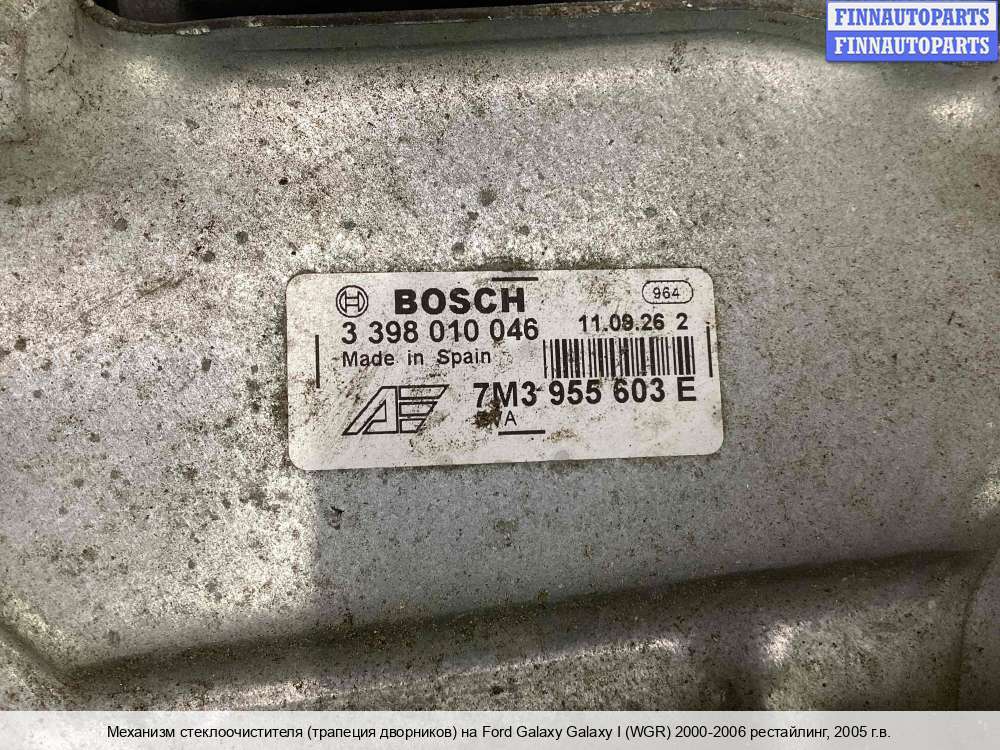 FINNAUTOPARTS
FINNAUTOPARTS
BOSCH
964
3 398 010 046
11.09.26 2
Made in Spain
7M3 955 603 E
A
Механизм стеклоочистителя (трапеция дворников) на Ford Galaxy Galaxy I (WGR) 2000-2006 рестайлинг, 2005 г.в.